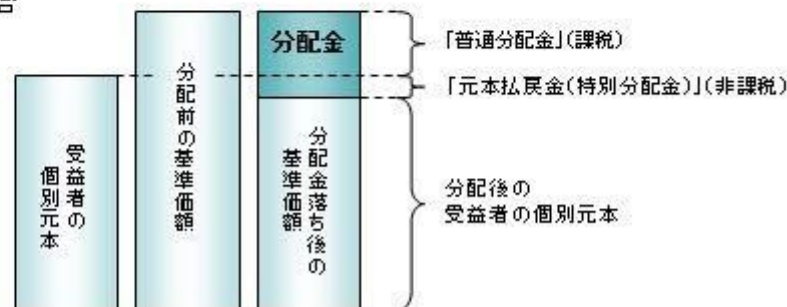 分配金
「普通分配金」(課税)
「元本払戻金(特別分配金)」(非課税)
受益者の
個別元本
分配前の基準価額
分配金落ち後の
基準価額
分配後の
受益者の個別元本